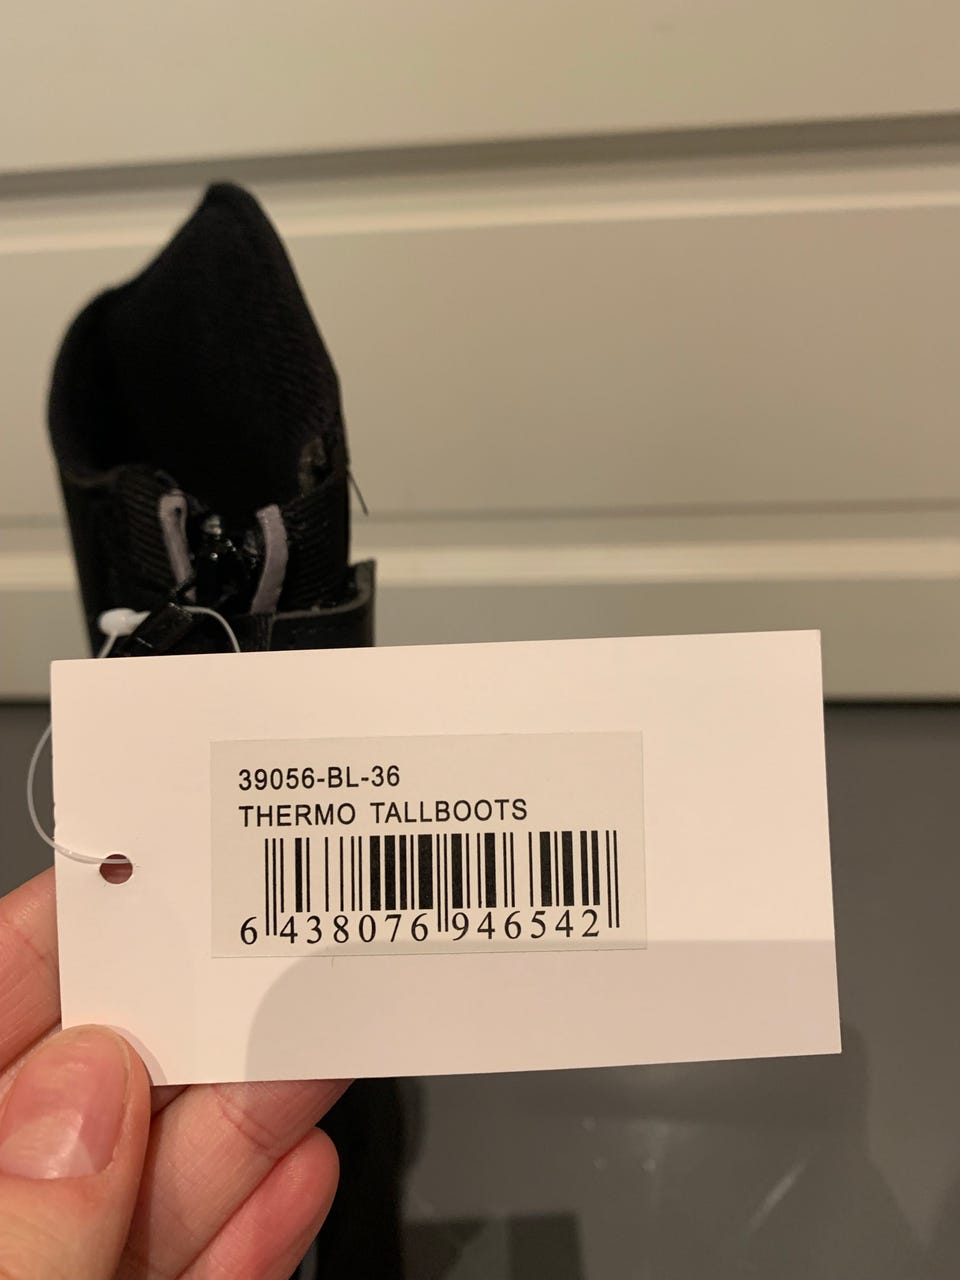 39056-BL-36
THERMO TALLBOOTS
6 438076 946542